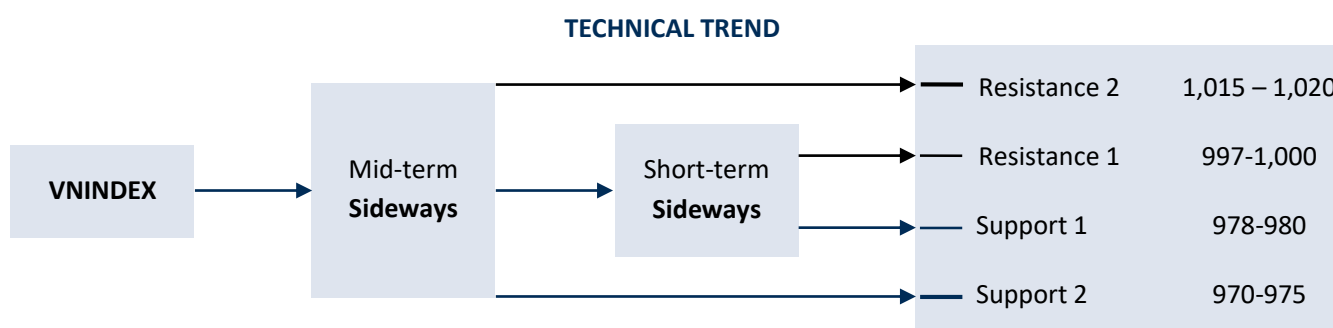 TECHNICAL TREND
VNINDEX
Mid-term
Sideways
Short-term
Sideways
Resistance 2 1,015 – 1,020
Resistance 1 997-1,000
Support 1 978-980
Support 2 970-975